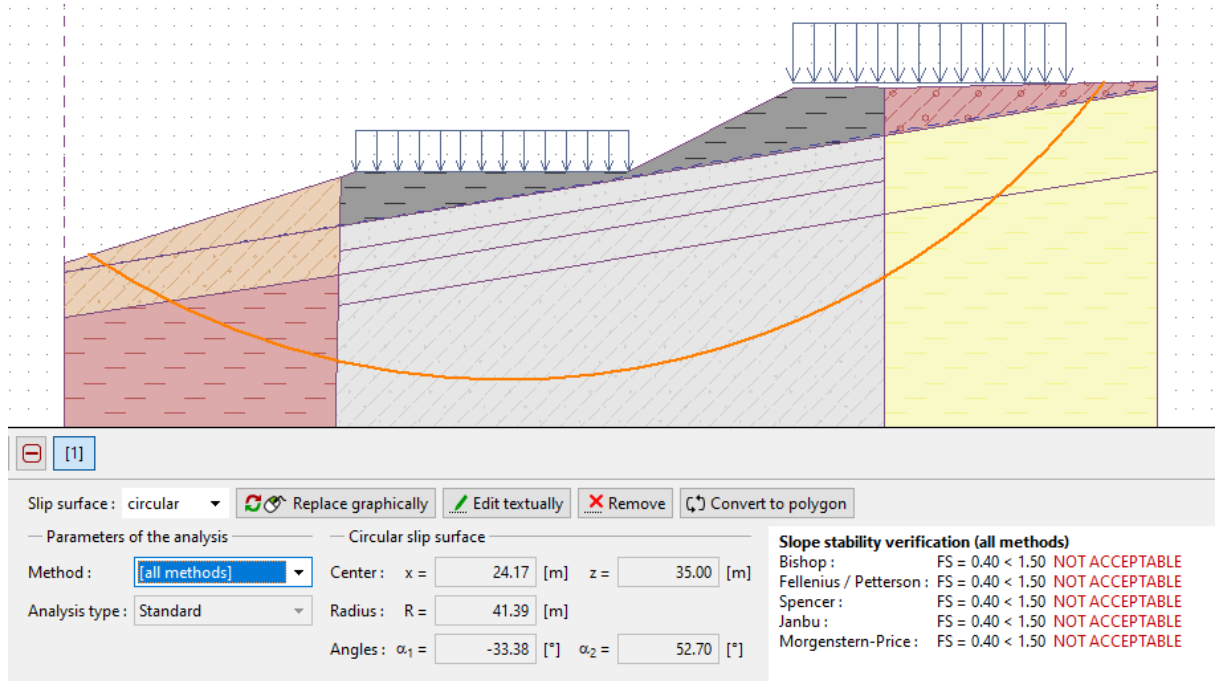 [1]
Slip surface : circular Replace graphically Edit textually Remove Convert to polygon
Parameters of the analysis Circular slip surface
Method : [all methods] Center : x = 24.17 [m] z = 35.00 [m]
Analysis type : Standard Radius : R = 41.39 [m]
Angles : α1 = -33.38 [°] α2 = 52.70 [°]
Slope stability verification (all methods)
Bishop : FS = 0.40 < 1.50 NOT ACCEPTABLE
Fellenius / Petterson : FS = 0.40 < 1.50 NOT ACCEPTABLE
Spencer : FS = 0.40 < 1.50 NOT ACCEPTABLE
Janbu : FS = 0.40 < 1.50 NOT ACCEPTABLE
Morgenstern-Price : FS = 0.40 < 1.50 NOT ACCEPTABLE